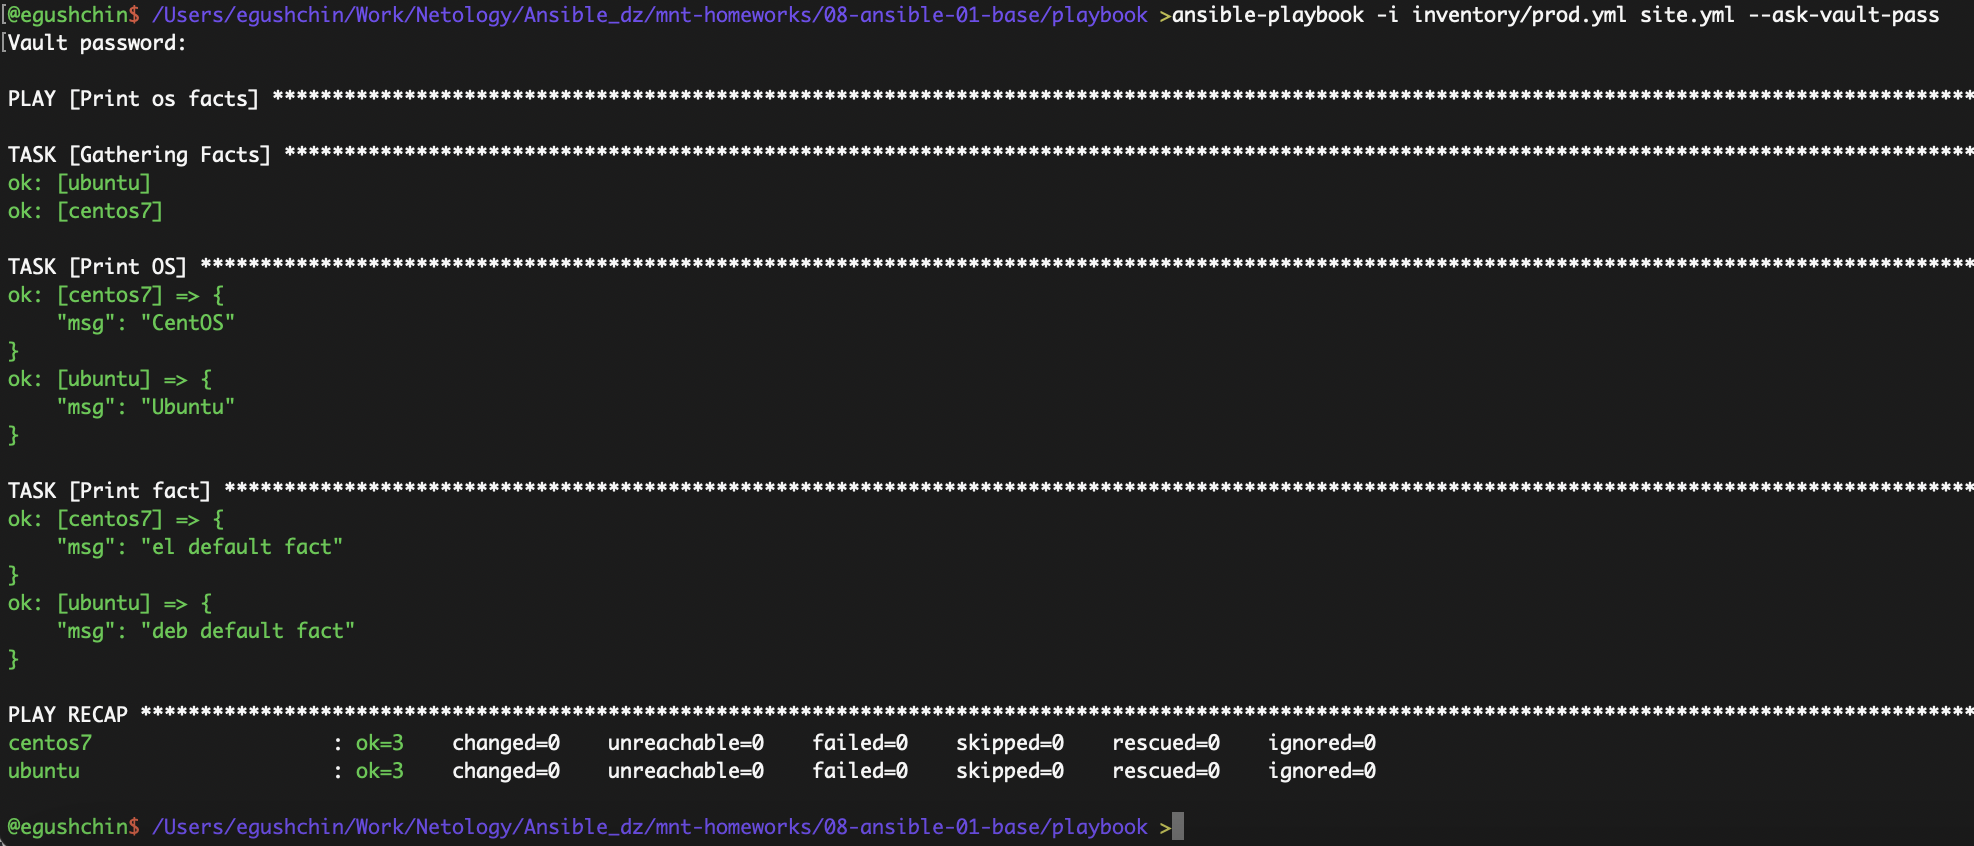 [@egushchin$ /Users/egushchin/Work/Netology/Ansible_dz/mnt-homeworks/08-ansible-01-base/playbook >ansible-playbook -i inventory/prod.yml site.yml --ask-vault-pass
[Vault password:
PLAY [Print os facts] **********************************************************************************************************************************************
TASK [Gathering Facts] *********************************************************************************************************************************************
ok: [ubuntu]
ok: [centos7]
TASK [Print OS] ****************************************************************************************************************************************************
ok: [centos7] => {
    "msg": "CentOS"
}
ok: [ubuntu] => {
    "msg": "Ubuntu"
}
TASK [Print fact] **************************************************************************************************************************************************
ok: [centos7] => {
    "msg": "el default fact"
}
ok: [ubuntu] => {
    "msg": "deb default fact"
}
PLAY RECAP *********************************************************************************************************************************************************
centos7                    : ok=3    changed=0    unreachable=0    failed=0    skipped=0    rescued=0    ignored=0
ubuntu                     : ok=3    changed=0    unreachable=0    failed=0    skipped=0    rescued=0    ignored=0
@egushchin$ /Users/egushchin/Work/Netology/Ansible_dz/mnt-homeworks/08-ansible-01-base/playbook >